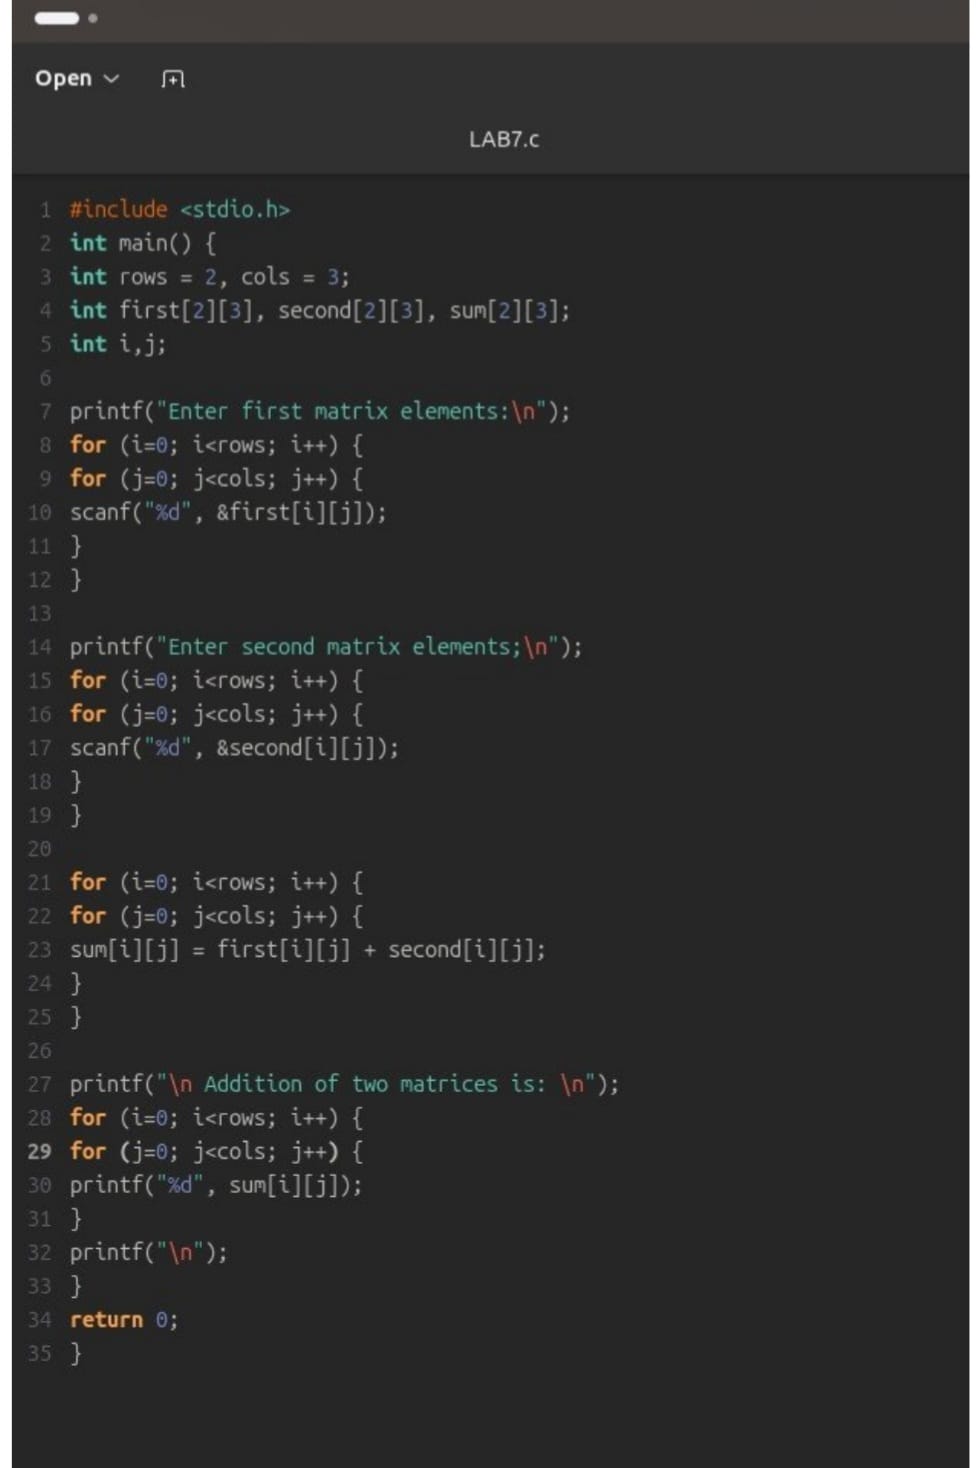 Open
LAB7.c
1 #include <stdio.h>
2 int main() {
3 int rows = 2, cols = 3;
4 int first[2][3], second[2][3], sum[2][3];
5 int i,j;
6
7 printf("Enter first matrix elements:\n");
8 for (i=0; i<rows; i++) {
9 for (j=0; j<cols; j++) {
10 scanf("%d", &first[i][j]);
11 }
12 }
13
14 printf("Enter second matrix elements;\n");
15 for (i=0; i<rows; i++) {
16 for (j=0; j<cols; j++) {
17 scanf("%d", &second[i][j]);
18 }
19 }
20
21 for (i=0; i<rows; i++) {
22 for (j=0; j<cols; j++) {
23 sum[i][j] = first[i][j] + second[i][j];
24 }
25 }
26
27 printf("\n Addition of two matrices is: \n");
28 for (i=0; i<rows; i++) {
29 for (j=0; j<cols; j++) {
30 printf("%d", sum[i][j]);
31 }
32 printf("\n");
33 }
34 return 0;
35 }